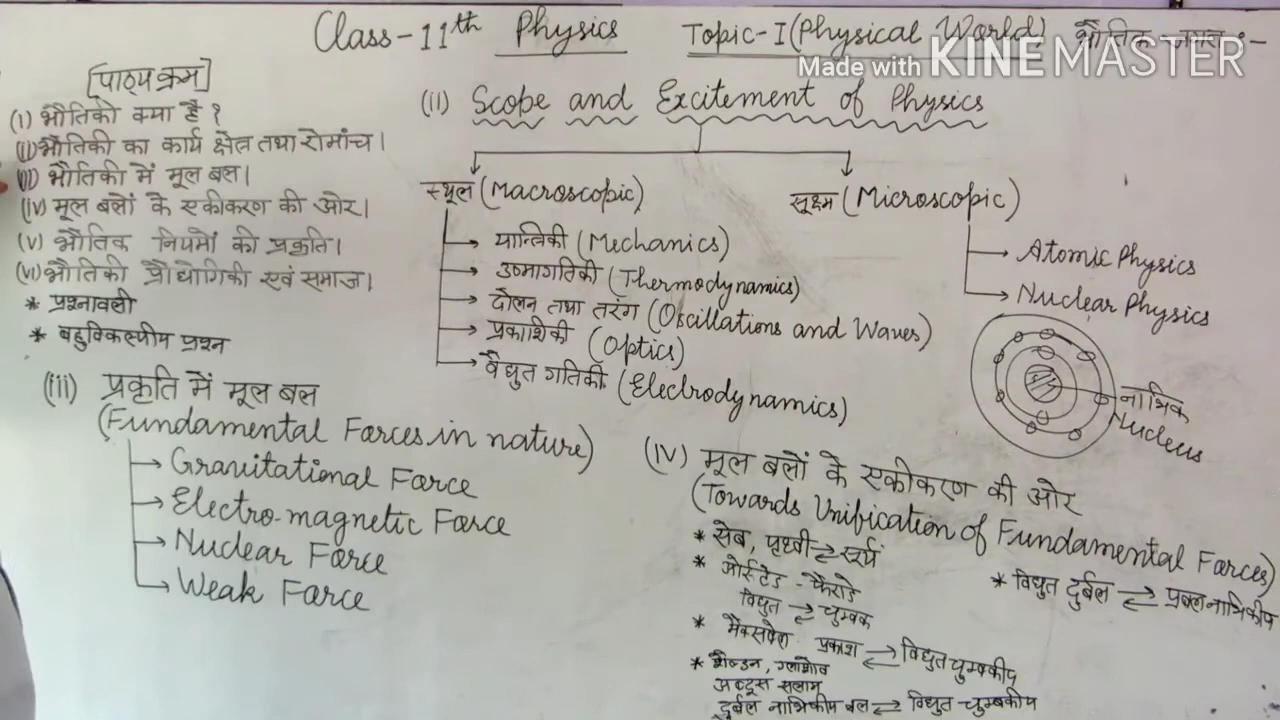 Class-11th Physics Topic-I (Physical World) भौतिक जगत :-
Made with KINEMASTER
[पाठ्यक्रम]
(I) भौतिकी क्या है?
(II) भौतिकी का कार्य क्षेत्र तथा रोमांच।
(III) भौतिकी में मूल बल।
(IV) मूल बलों के एकीकरण की ओर।
(V) भौतिक नियमों की प्रकृति।
(VI) भौतिकी प्रौद्योगिकी एवं समाज।
* प्रश्नावली
* बहुविकल्पीय प्रश्न
(II) Scope and Excitement of Physics
स्थूल (Macroscopic)
यान्त्रिकी (Mechanics)
उष्मागतिकी (Thermodynamics)
दोलन तथा तरंग (Oscillations and Waves)
प्रकाशिकी (Optics)
वैधुत गतिकी (Electrodynamics)
सूक्ष्म (Microscopic)
Atomic Physics
Nuclear Physics
नाभिक
Nucleus
(iii) प्रकृति में मूल बल
(Fundamental Forces in nature)
Gravitational Force
Electro-magnetic Force
Nuclear Force
Weak Force
(IV) मूल बलों के एकीकरण की ओर
(Towards Unification of Fundamental Forces)
* सेब, पृथ्वी ⇌ सूर्य
* ओर्स्टेड - फैराडे
विधुत ⇌ चुम्बक
* मैक्सवेल प्रकाश ⇌ विधुत चुम्बकीय
* ग्लाशोव
अब्दुस सलाम
दुर्बल नाभिकीय बल ⇌ विधुत चुम्बकीय
* विधुत दुर्बल ⇌ प्रबल नाभिकीय